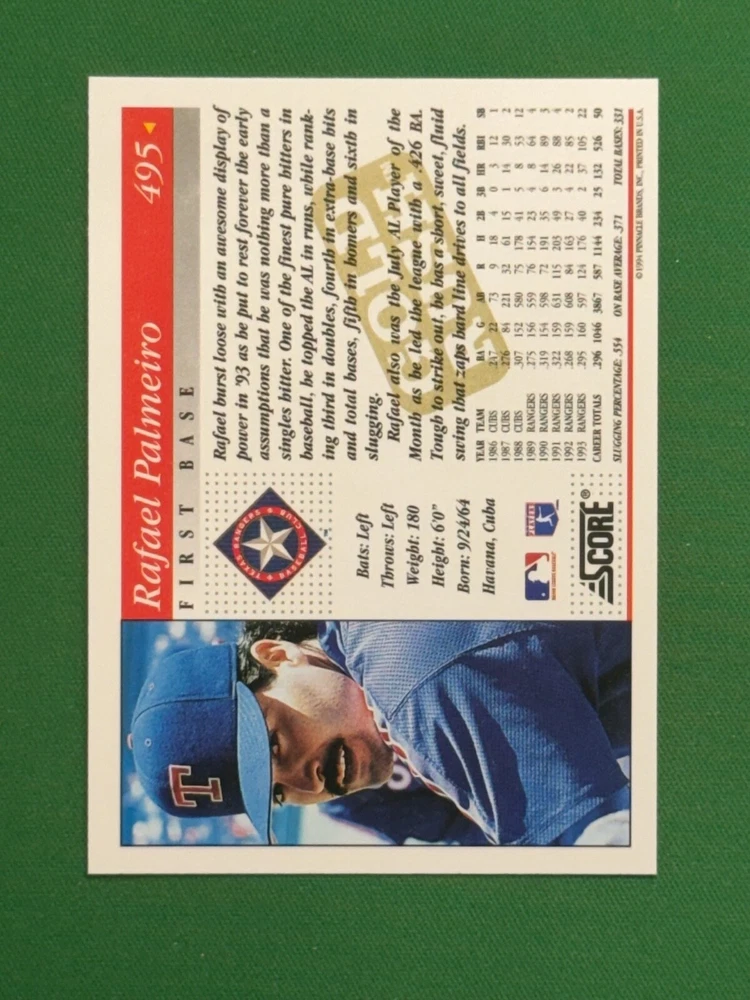 Rafael Palmeiro 495
FIRST BASE
TEXAS RANGERS
BASEBALL CLUB
™
Bats: Left
Throws: Left
Weight: 180
Height: 6'0"
Born: 9/24/64
Havana, Cuba
PLAYERS
SCORE®
T
Rafael burst loose with an awesome display of
power in '93 as he put to rest forever the early
assumptions that he was nothing more than a
singles hitter. One of the finest pure hitters in
baseball, he topped the AL in runs, while rank-
ing third in doubles, fourth in extra-base hits
and total bases, fifth in homers and sixth in
slugging.
Rafael also was the July AL Player of the
Month as he led the league with a .426 BA.
Tough to strike out, he has a short, sweet, fluid
swing that zaps hard line drives to all fields.
YEAR TEAM BA G AB R H 2B 3B HR RBI SB
1986 CUBS .247 22 73 9 18 4 0 3 12 1
1987 CUBS .276 84 221 32 61 15 1 14 30 2
1988 CUBS .307 152 580 75 178 41 5 8 53 12
1989 RANGERS .275 156 559 76 154 23 4 8 64 4
1990 RANGERS .319 154 598 72 191 35 6 14 89 3
1991 RANGERS .322 159 631 115 203 49 3 26 88 4
1992 RANGERS .268 159 608 84 163 27 4 22 85 2
1993 RANGERS .295 160 597 124 176 40 2 37 105 22
CAREER TOTALS .296 1046 3867 587 1144 234 25 132 526 50
SLUGGING PERCENTAGE: .554 ON BASE AVERAGE: .371 TOTAL BASES: 331
© 1994 PINNACLE BRANDS, INC., PRINTED IN U.S.A.